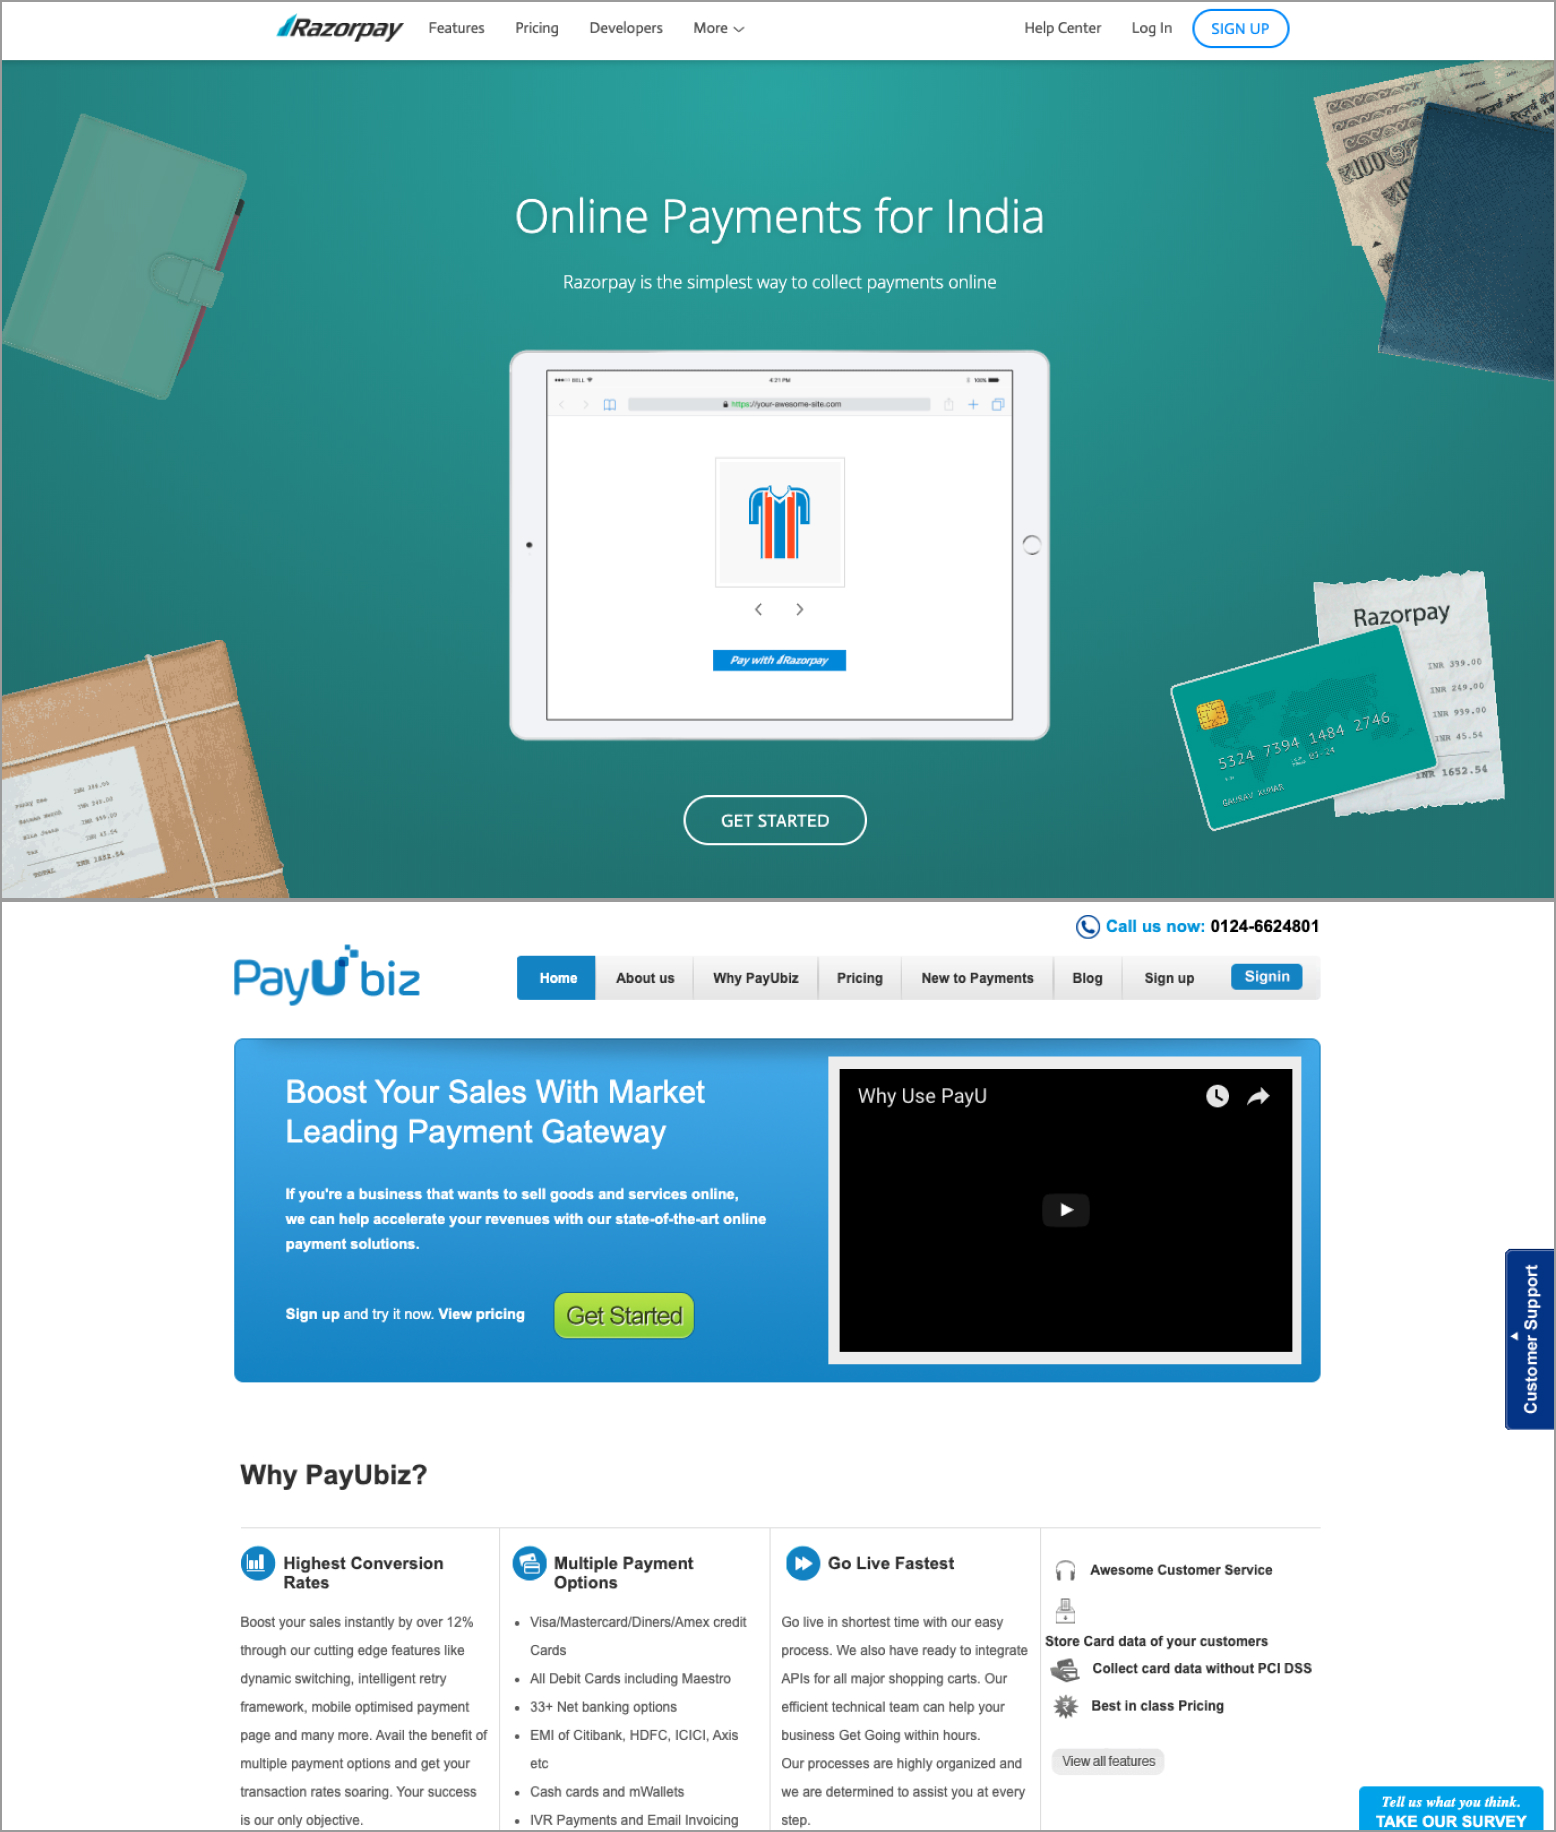 Razorpay Features Pricing Developers More Help Center Log In SIGN UP
Online Payments for India
Razorpay is the simplest way to collect payments online
BELL 4:21 PM 100%
https://your-awesome-site.com
Pay with Razorpay
GET STARTED
100
Razorpay
INR 399.00
INR 249.00
INR 939.00
INR 45.54
INR 1652.54
5324 7394 1484 2746
01-24
GAURAV KUMAR
TOTAL INR 1652.54
Call us now: 0124-6624801
PayUbiz
Home About us Why PayUbiz Pricing New to Payments Blog Sign up Signin
Boost Your Sales With Market
Leading Payment Gateway
If you're a business that wants to sell goods and services online,
we can help accelerate your revenues with our state-of-the-art online
payment solutions.
Sign up and try it now. View pricing
Get Started
Why Use PayU
Customer Support
Why PayUbiz?
Highest Conversion
Rates
Boost your sales instantly by over 12%
through our cutting edge features like
dynamic switching, intelligent retry
framework, mobile optimised payment
page and many more. Avail the benefit of
multiple payment options and get your
transaction rates soaring. Your success
is our only objective.
Multiple Payment
Options
Visa/Mastercard/Diners/Amex credit
Cards
All Debit Cards including Maestro
33+ Net banking options
EMI of Citibank, HDFC, ICICI, Axis
etc
Cash cards and mWallets
IVR Payments and Email Invoicing
Go Live Fastest
Go live in shortest time with our easy
process. We also have ready to integrate
APIs for all major shopping carts. Our
efficient technical team can help your
business Get Going within hours.
Our processes are highly organized and
we are determined to assist you at every
step.
Awesome Customer Service
Store Card data of your customers
Collect card data without PCI DSS
Best in class Pricing
View all features
Tell us what you think.
TAKE OUR SURVEY